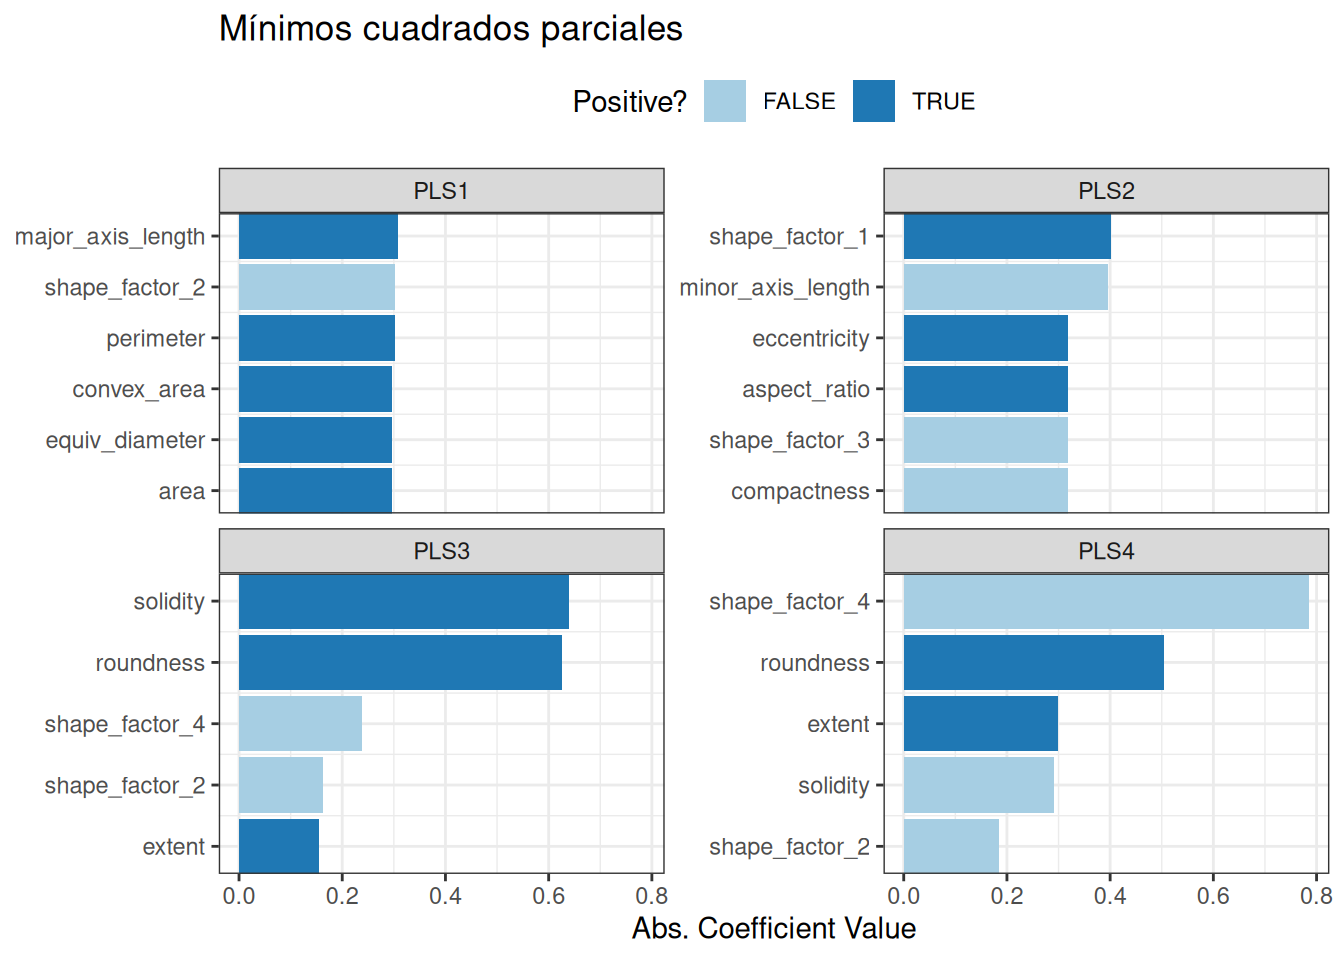 Mínimos cuadrados parciales
Positive? FALSE TRUE
PLS1
major_axis_length
shape_factor_2
perimeter
convex_area
equiv_diameter
area
PLS2
shape_factor_1
minor_axis_length
eccentricity
aspect_ratio
shape_factor_3
compactness
PLS3
solidity
roundness
shape_factor_4
shape_factor_2
extent
0.0 0.2 0.4 0.6 0.8
PLS4
shape_factor_4
roundness
extent
solidity
shape_factor_2
0.0 0.2 0.4 0.6 0.8
Abs. Coefficient Value